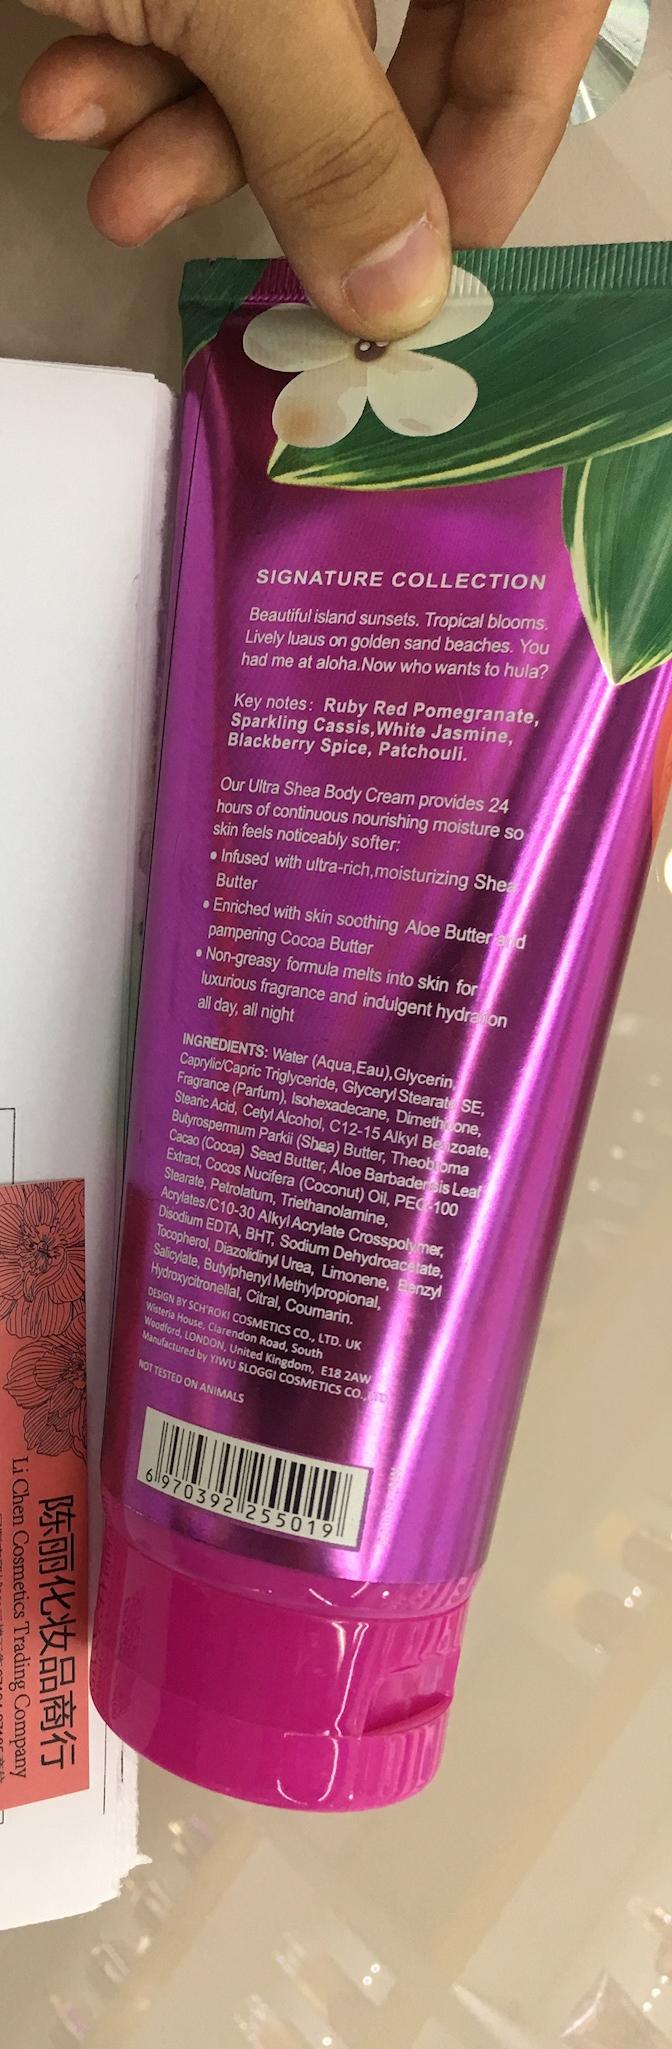 SIGNATURE COLLECTION
Beautiful island sunsets. Tropical blooms.
Lively luaus on golden sand beaches. You
had me at aloha.Now who wants to hula?
Key notes: Ruby Red Pomegranate,
Sparkling Cassis,White Jasmine,
Blackberry Spice, Patchouli.
Our Ultra Shea Body Cream provides 24
hours of continuous nourishing moisture so
skin feels noticeably softer:
• Infused with ultra-rich,moisturizing Shea
Butter
• Enriched with skin soothing Aloe Butter and
pampering Cocoa Butter
• Non-greasy formula melts into skin for
luxurious fragrance and indulgent hydration
all day, all night
INGREDIENTS: Water (Aqua,Eau),Glycerin,
Caprylic/Capric Triglyceride, Glyceryl Stearate SE,
Fragrance (Parfum), Isohexadecane, Dimethicone,
Stearic Acid, Cetyl Alcohol, C12-15 Alkyl Benzoate,
Butyrospermum Parkii (Shea) Butter, Theobroma
Cacao (Cocoa) Seed Butter, Aloe Barbadensis Leaf
Extract, Cocos Nucifera (Coconut) Oil, PEG-100
Stearate, Petrolatum, Triethanolamine,
Acrylates/C10-30 Alkyl Acrylate Crosspolymer,
Disodium EDTA, BHT, Sodium Dehydroacetate,
Tocopherol, Diazolidinyl Urea, Limonene, Benzyl
Salicylate, Butylphenyl Methylpropional,
Hydroxycitronellal, Citral, Coumarin.
DESIGN BY SCH'ROKI COSMETICS CO., LTD. UK
Wisteria House, Clarendon Road, South
Woodford, LONDON, United Kingdom, E18 2AW
Manufactured by YIWU SLOGGI COSMETICS CO.,LTD
NOT TESTED ON ANIMALS
6 970392 255019
陈丽化妆品商行
Li Chen Cosmetics Trading Company